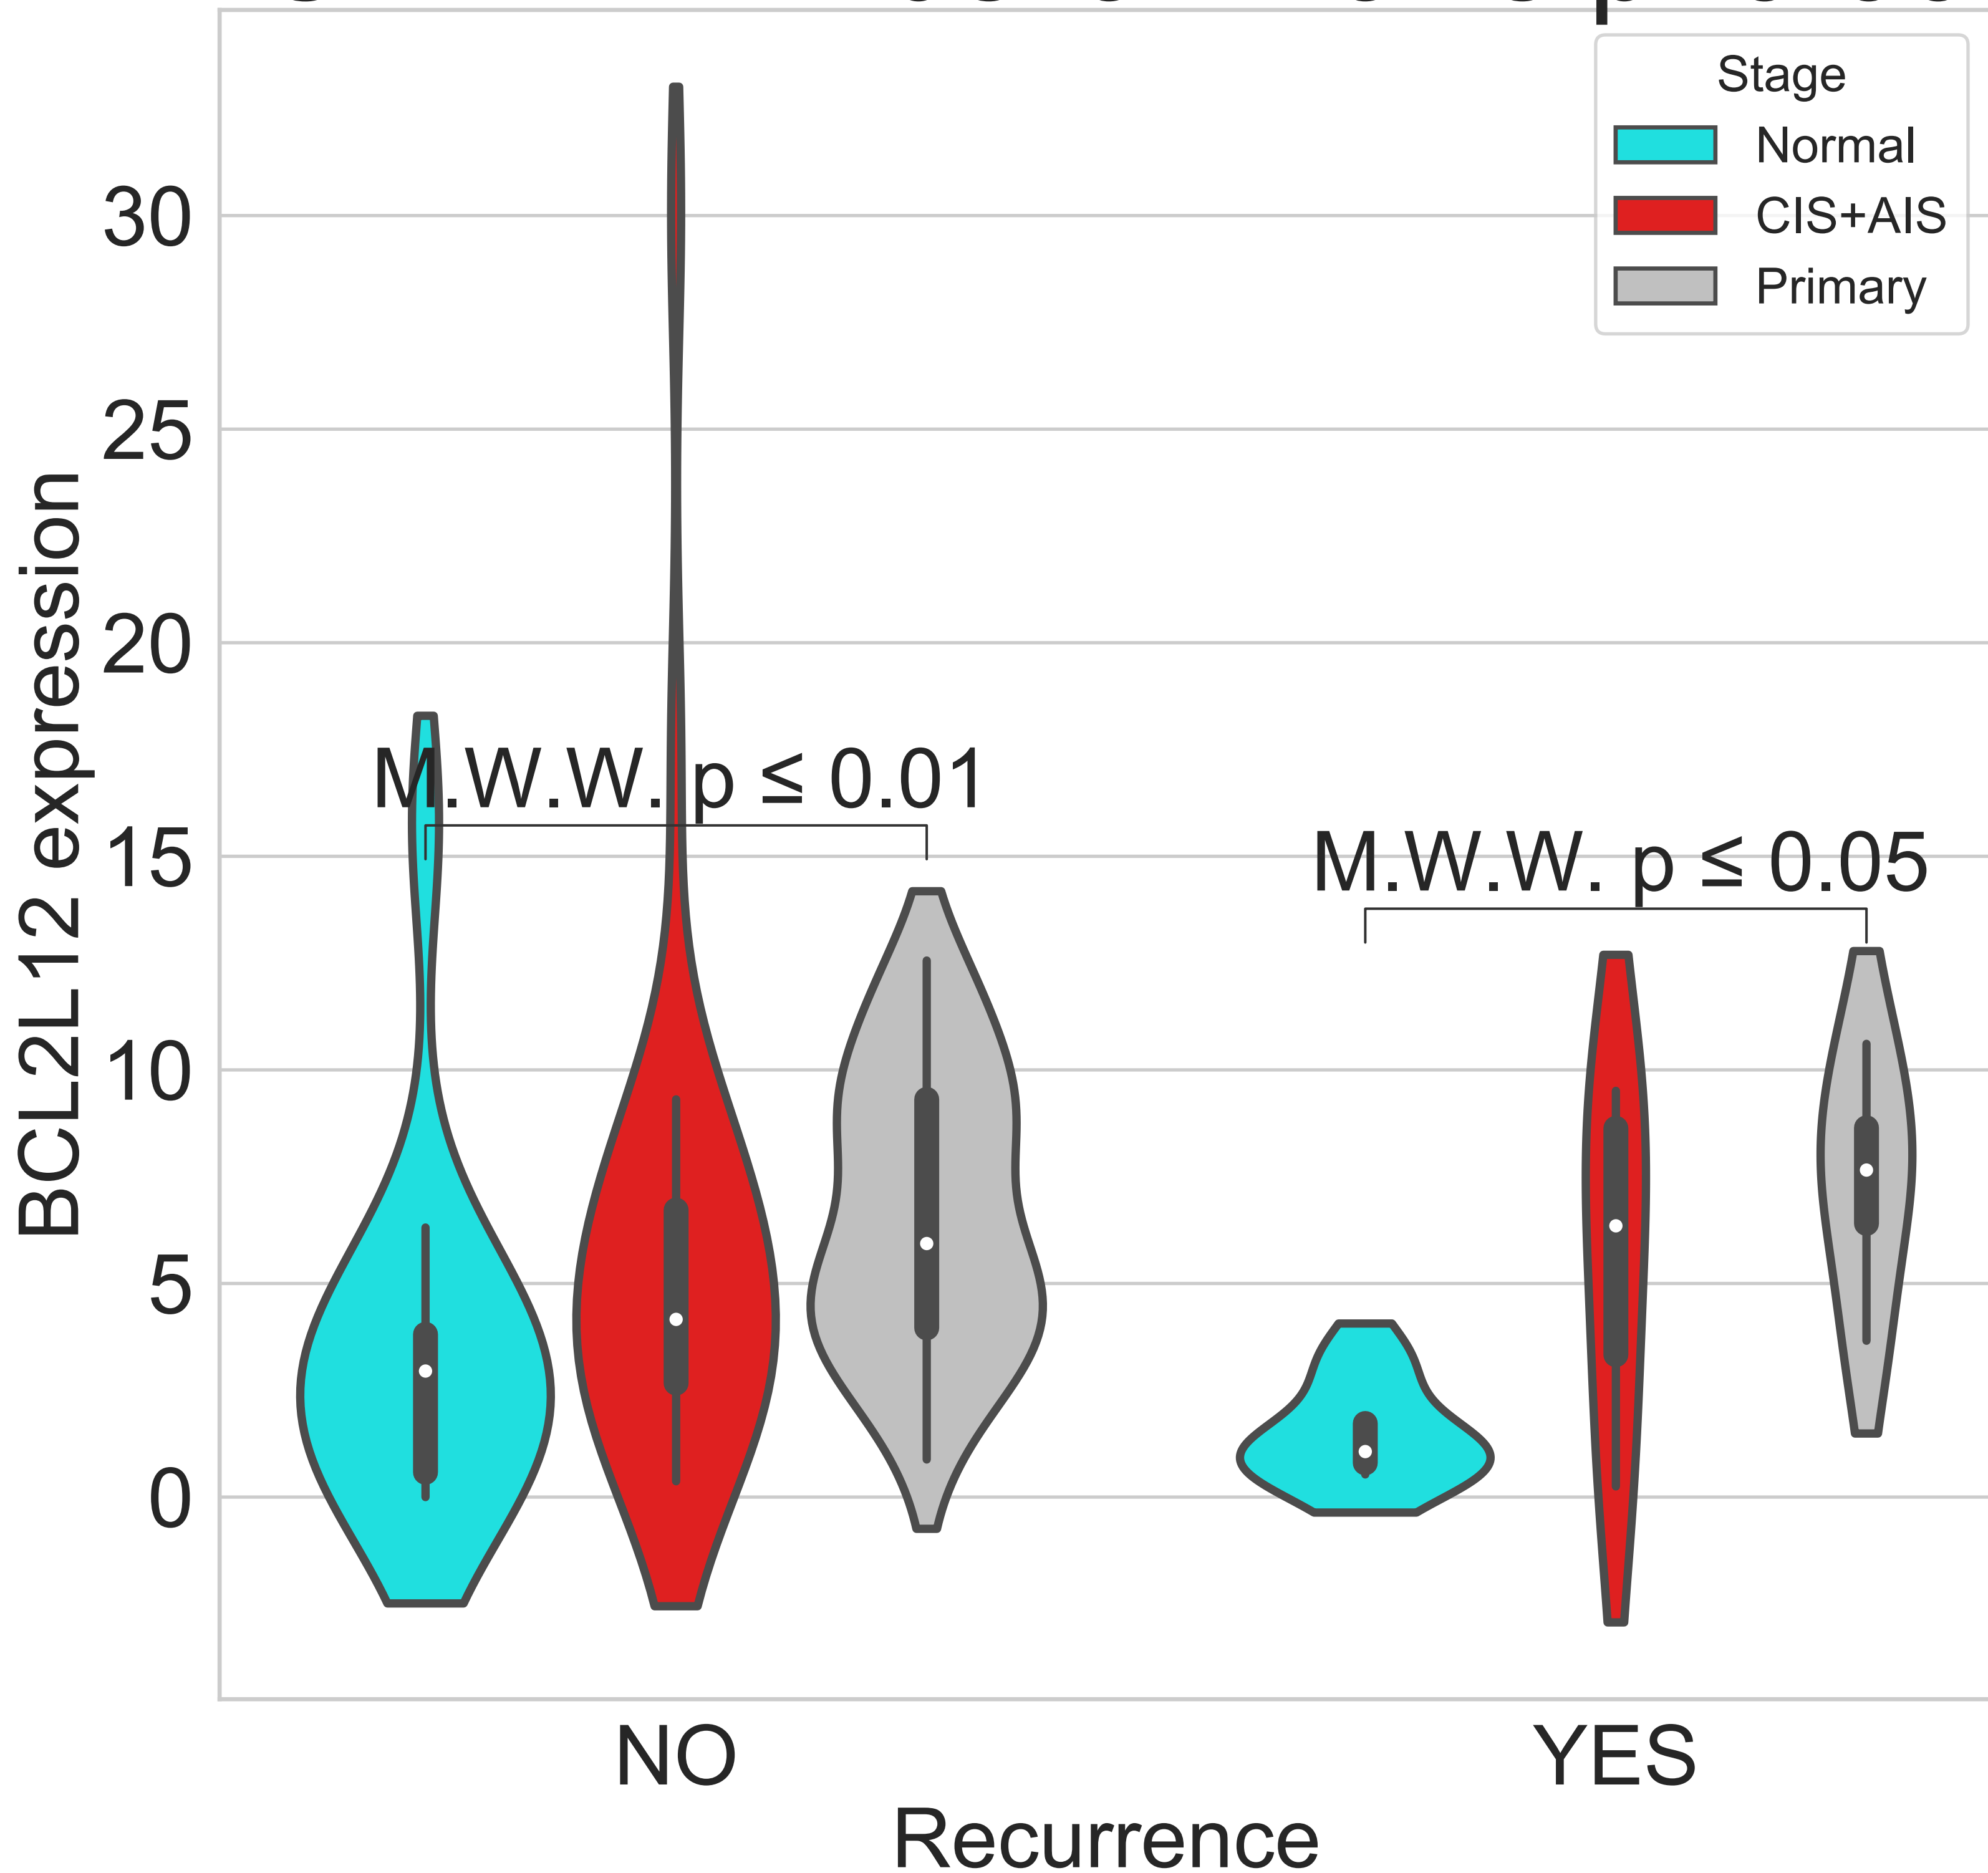 Stage
Normal
CIS+AIS
Primary
30
25
20
15
10
5
0
BCL2L12 expression
M.W.W. p ≤ 0.01
M.W.W. p ≤ 0.05
NO
YES
Recurrence